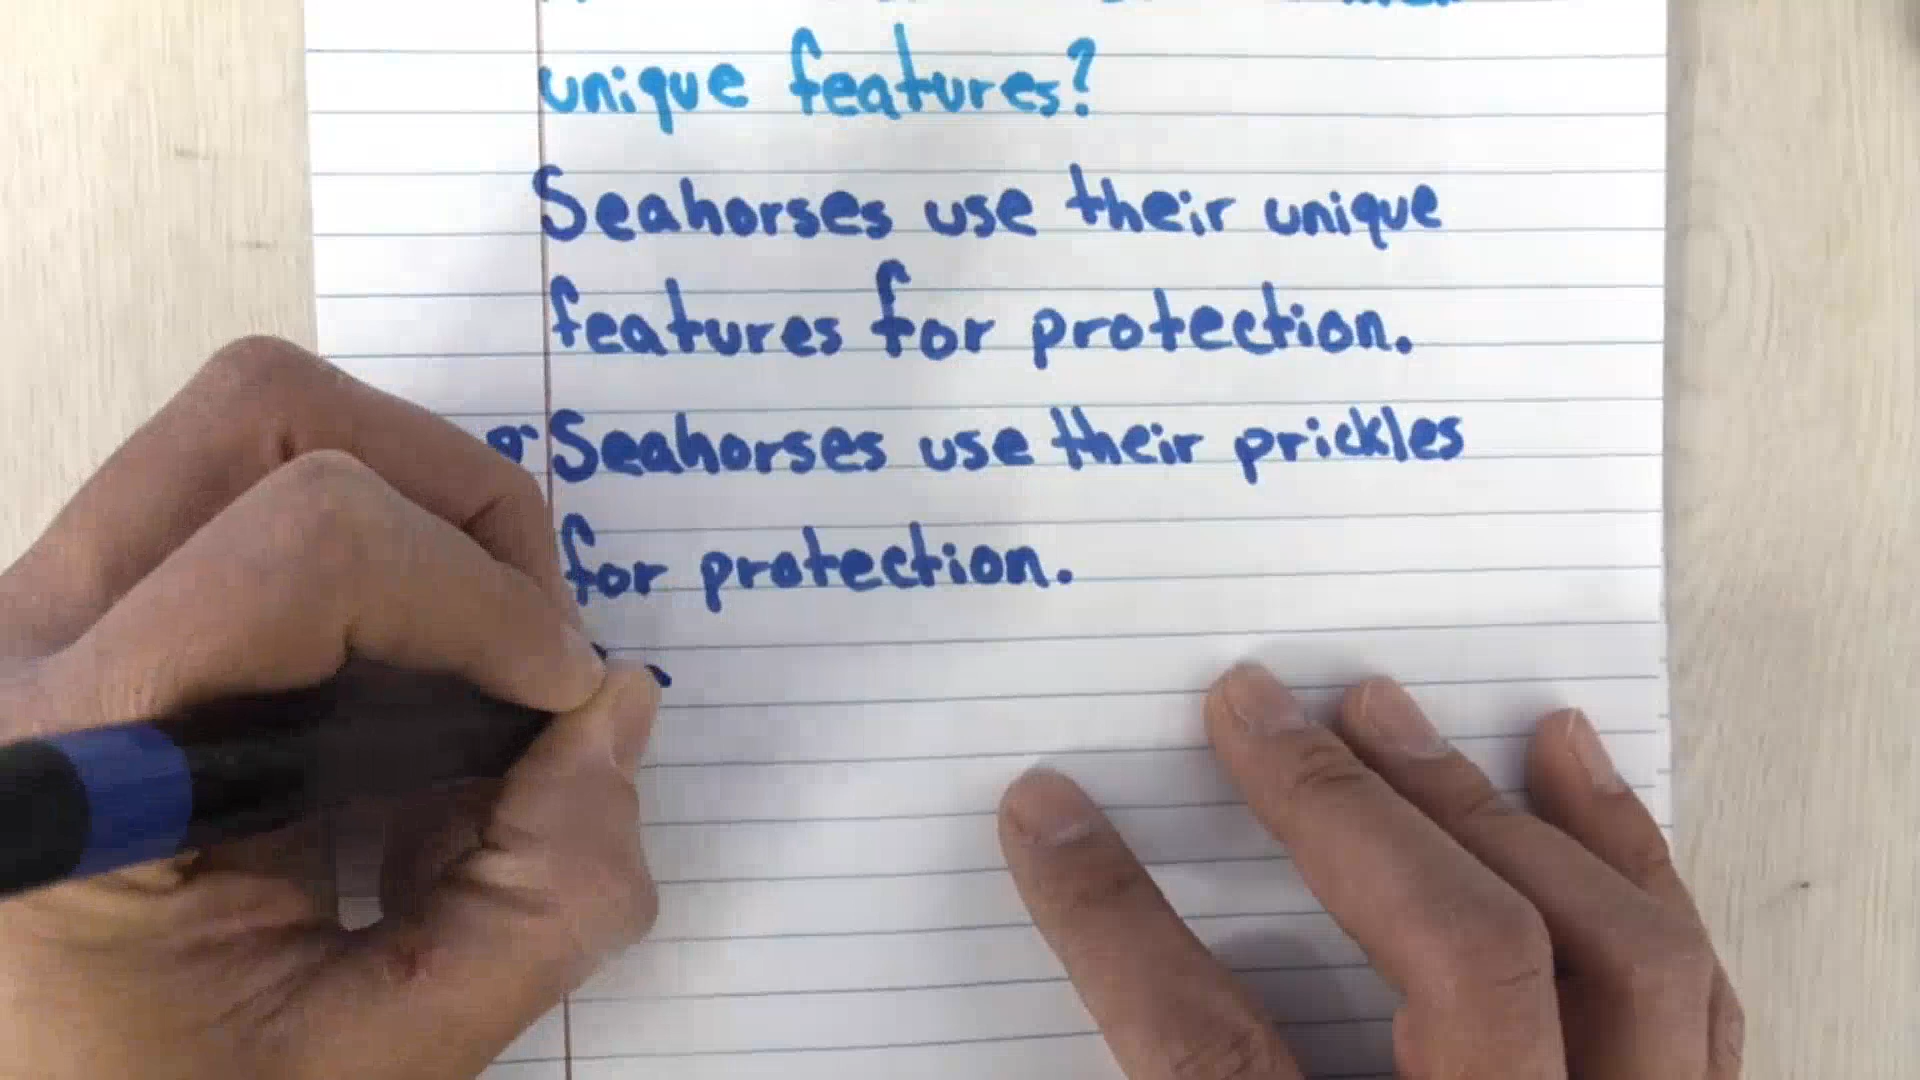 unique features?
Seahorses use their unique
features for protection.
Seahorses use their prickles
for protection.